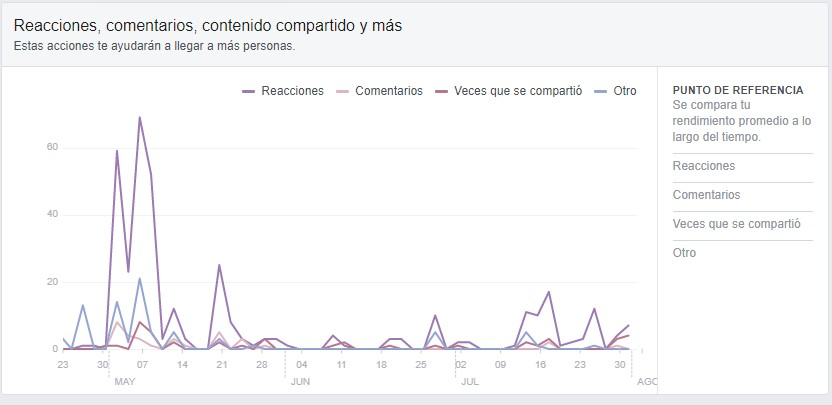 Reacciones, comentarios, contenido compartido y más
Estas acciones te ayudarán a llegar a más personas.
Reacciones Comentarios Veces que se compartió Otro
60
40
20
0
23 30 07 14 21 28 04 11 18 25 02 09 16 23 30
MAY JUN JUL AGO
PUNTO DE REFERENCIA
Se compara tu
rendimiento promedio a lo
largo del tiempo.
Reacciones
Comentarios
Veces que se compartió
Otro